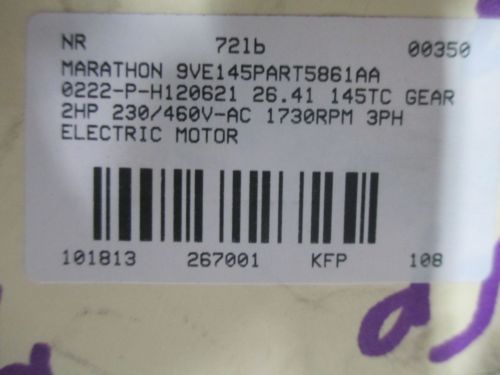 NR 72lb 00350
MARATHON 9VE145PART5861AA
0222-P-H120621 26.41 145TC GEAR
2HP 230/460V-AC 1730RPM 3PH
ELECTRIC MOTOR
101813 267001 KFP 108